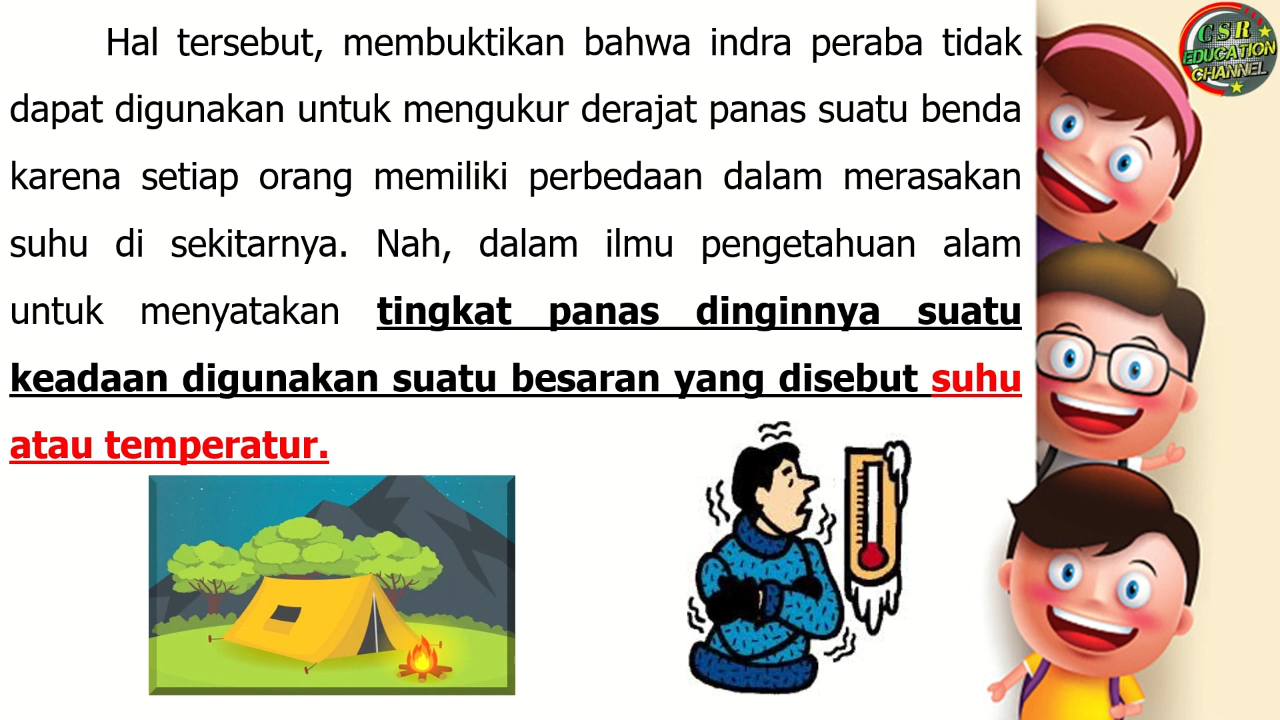 Hal tersebut, membuktikan bahwa indra peraba tidak
dapat digunakan untuk mengukur derajat panas suatu benda
karena setiap orang memiliki perbedaan dalam merasakan
suhu di sekitarnya. Nah, dalam ilmu pengetahuan alam
untuk menyatakan tingkat panas dinginnya suatu
keadaan digunakan suatu besaran yang disebut suhu
atau temperatur.
CSR
EDUCATION
CHANNEL